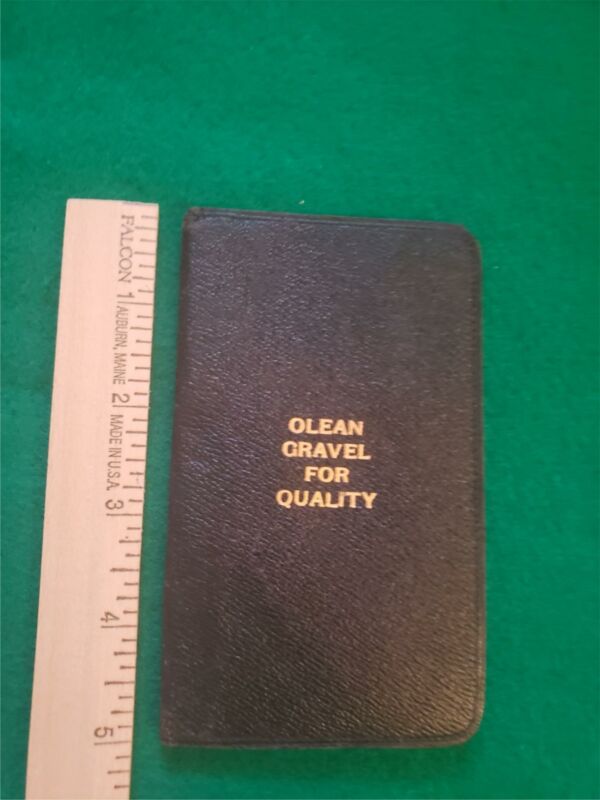 OLEAN
GRAVEL
FOR
QUALITY
FALCON
AUBURN, MAINE
MADE IN U.S.A.
1
2
3
4
5